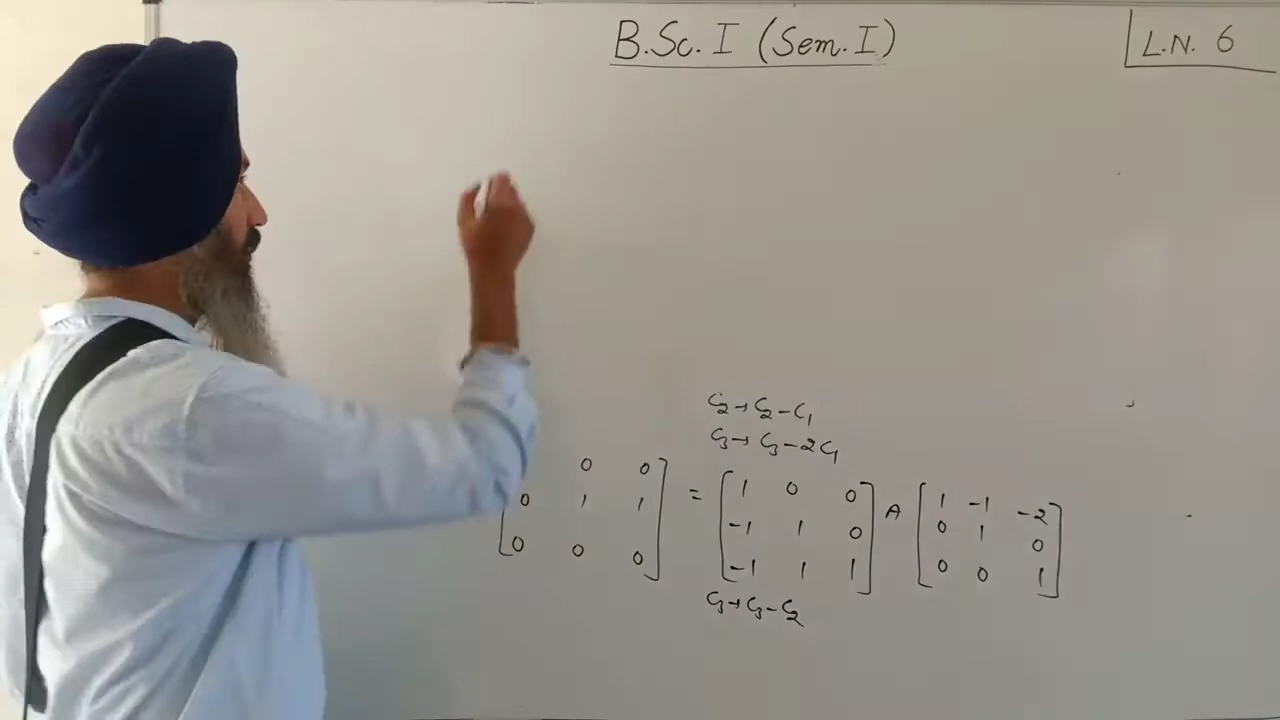 B.Sc. I (Sem. I)
L.N. 6
C2→C2-C1
C3→C3-2C1
0 0
0 1 1
0 0 0
=
1 0 0
-1 1 0
-1 1 1
A
1 -1 -2
0 1 0
0 0 1
C3→C3-C2